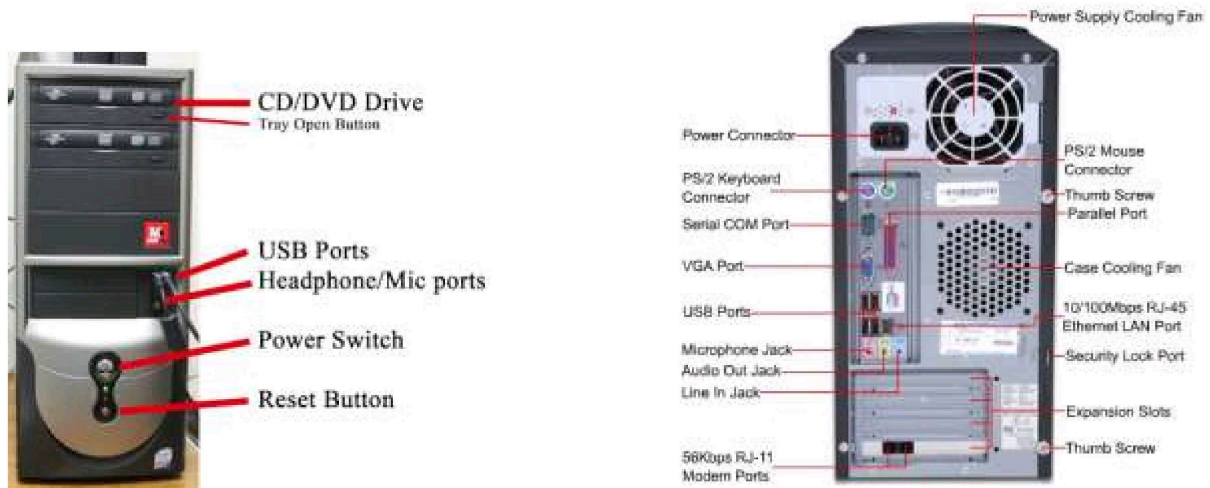 CD/DVD Drive
Tray Open Button
USB Ports
Headphone/Mic ports
Power Switch
Reset Button
Power Supply Cooling Fan
Power Connector
PS/2 Mouse
Connector
PS/2 Keyboard
Connector
Thumb Screw
Parallel Port
Serial COM Port
VGA Port
Case Cooling Fan
USB Ports
10/100Mbps RJ-45
Ethernet LAN Port
Microphone Jack
Security Lock Port
Audio Out Jack
Line In Jack
Expansion Slots
56Kbps RJ-11
Modem Ports
Thumb Screw